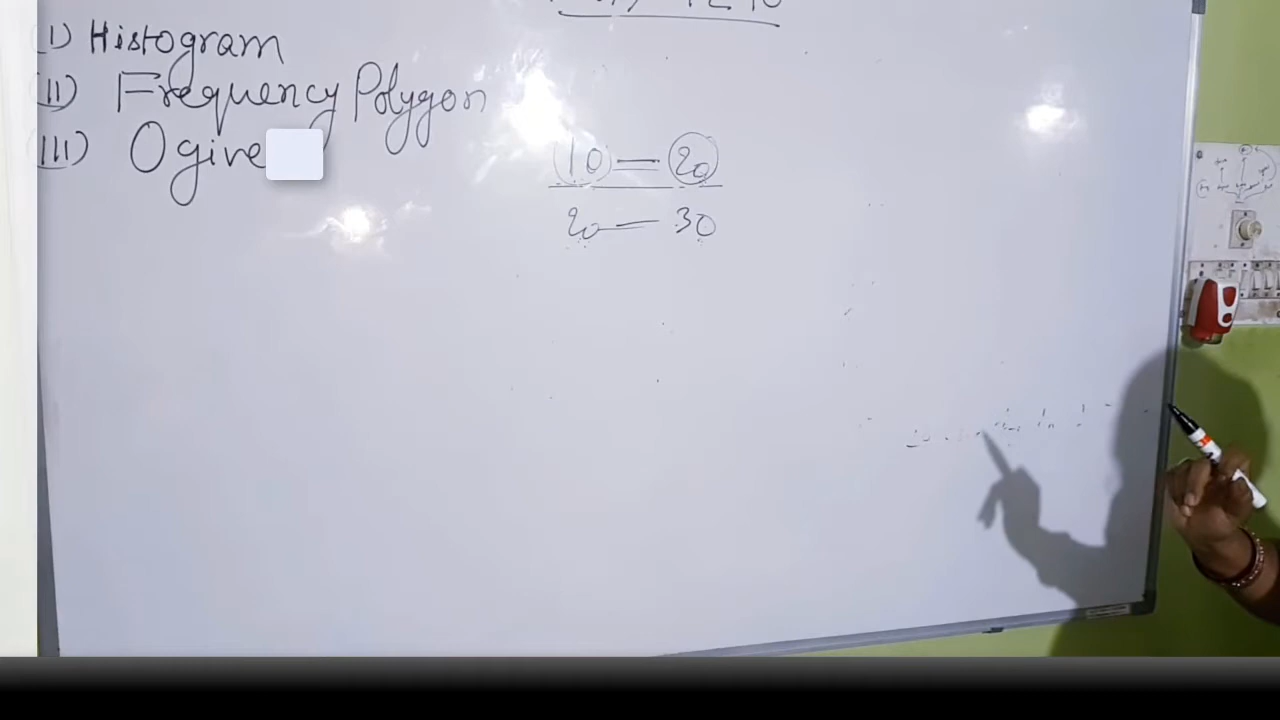 (I) Histogram
(II) Frequency Polygon
(III) Ogive
10 — 20
20 — 30